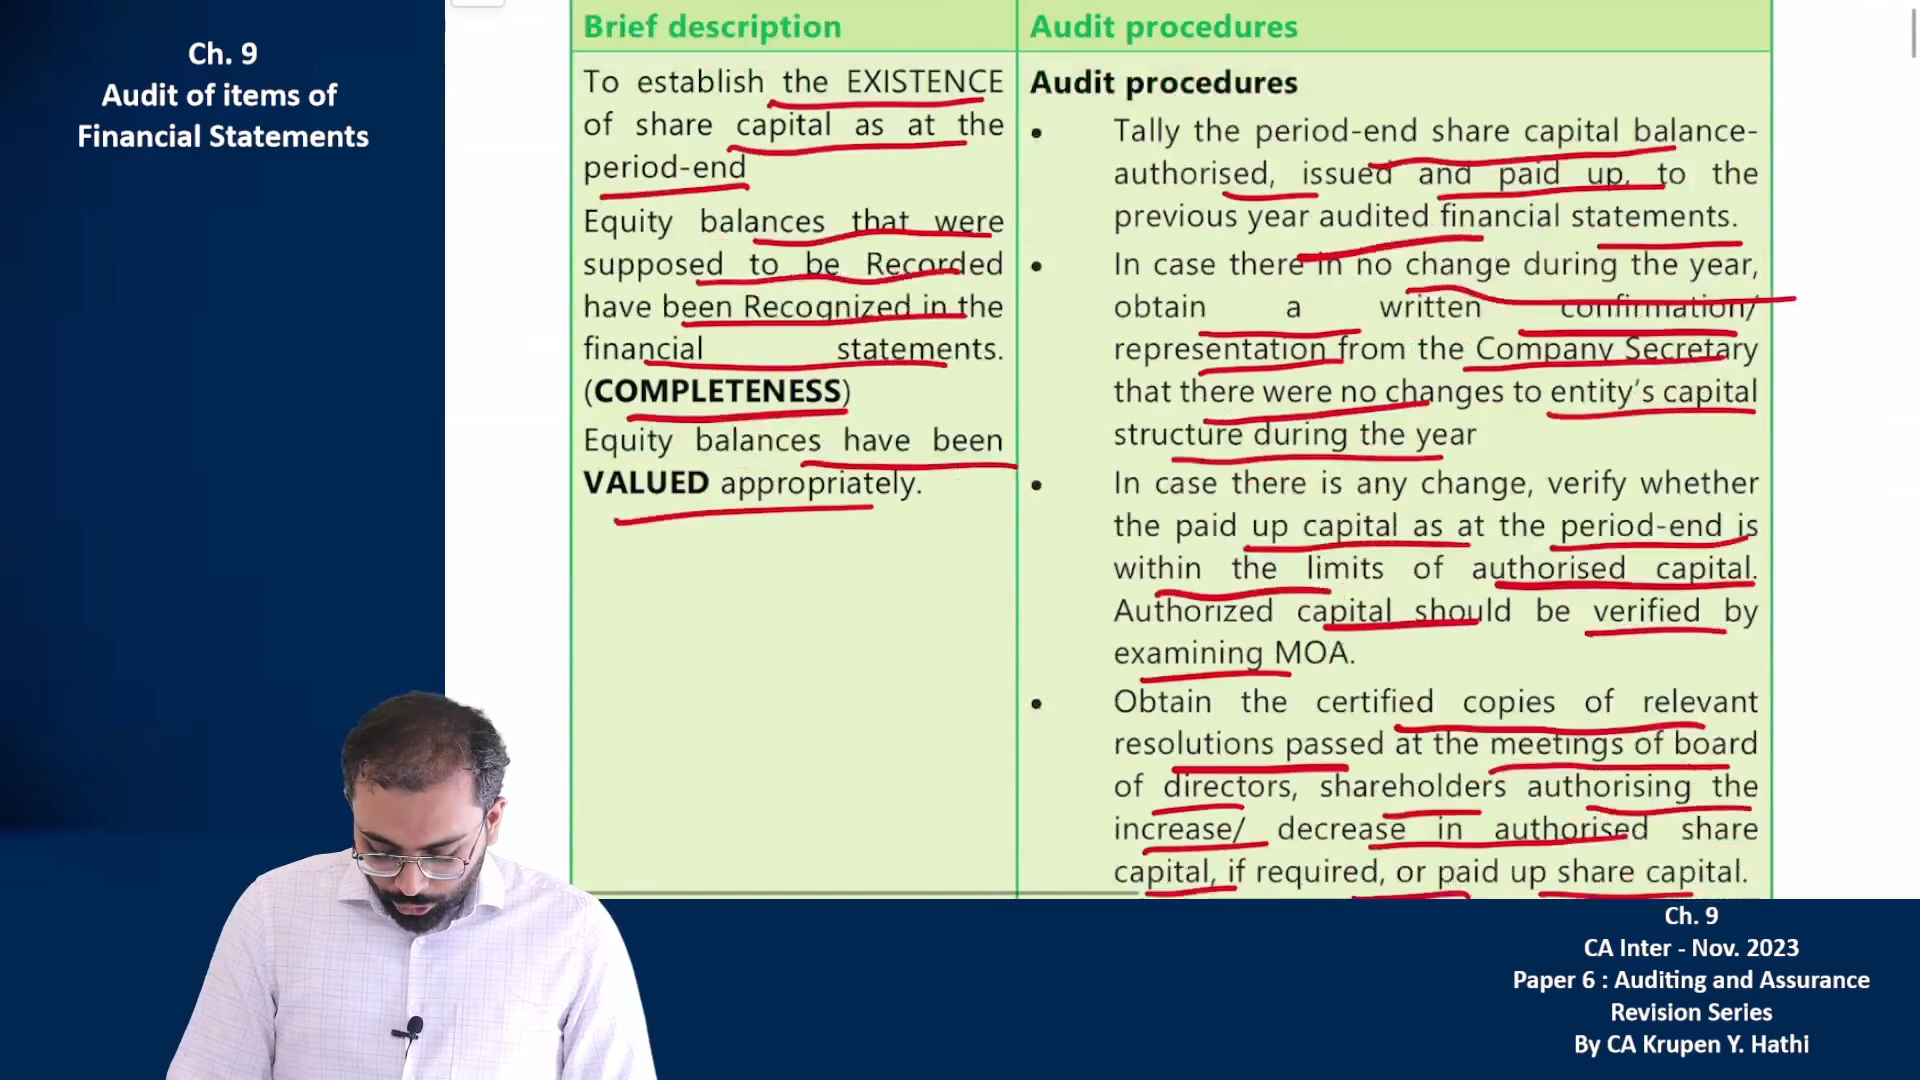 Ch. 9
Audit of items of
Financial Statements
Brief description
To establish the EXISTENCE
of share capital as at the
period-end
Equity balances that were
supposed to be Recorded
have been Recognized in the
financial statements.
(COMPLETENESS)
Equity balances have been
VALUED appropriately.
Audit procedures
Audit procedures
• Tally the period-end share capital balance-
authorised, issued and paid up, to the
previous year audited financial statements.
• In case there in no change during the year,
obtain a written confirmation/
representation from the Company Secretary
that there were no changes to entity's capital
structure during the year
• In case there is any change, verify whether
the paid up capital as at the period-end is
within the limits of authorised capital.
Authorized capital should be verified by
examining MOA.
• Obtain the certified copies of relevant
resolutions passed at the meetings of board
of directors, shareholders authorising the
increase/ decrease in authorised share
capital, if required, or paid up share capital.
Ch. 9
CA Inter - Nov. 2023
Paper 6 : Auditing and Assurance
Revision Series
By CA Krupen Y. Hathi